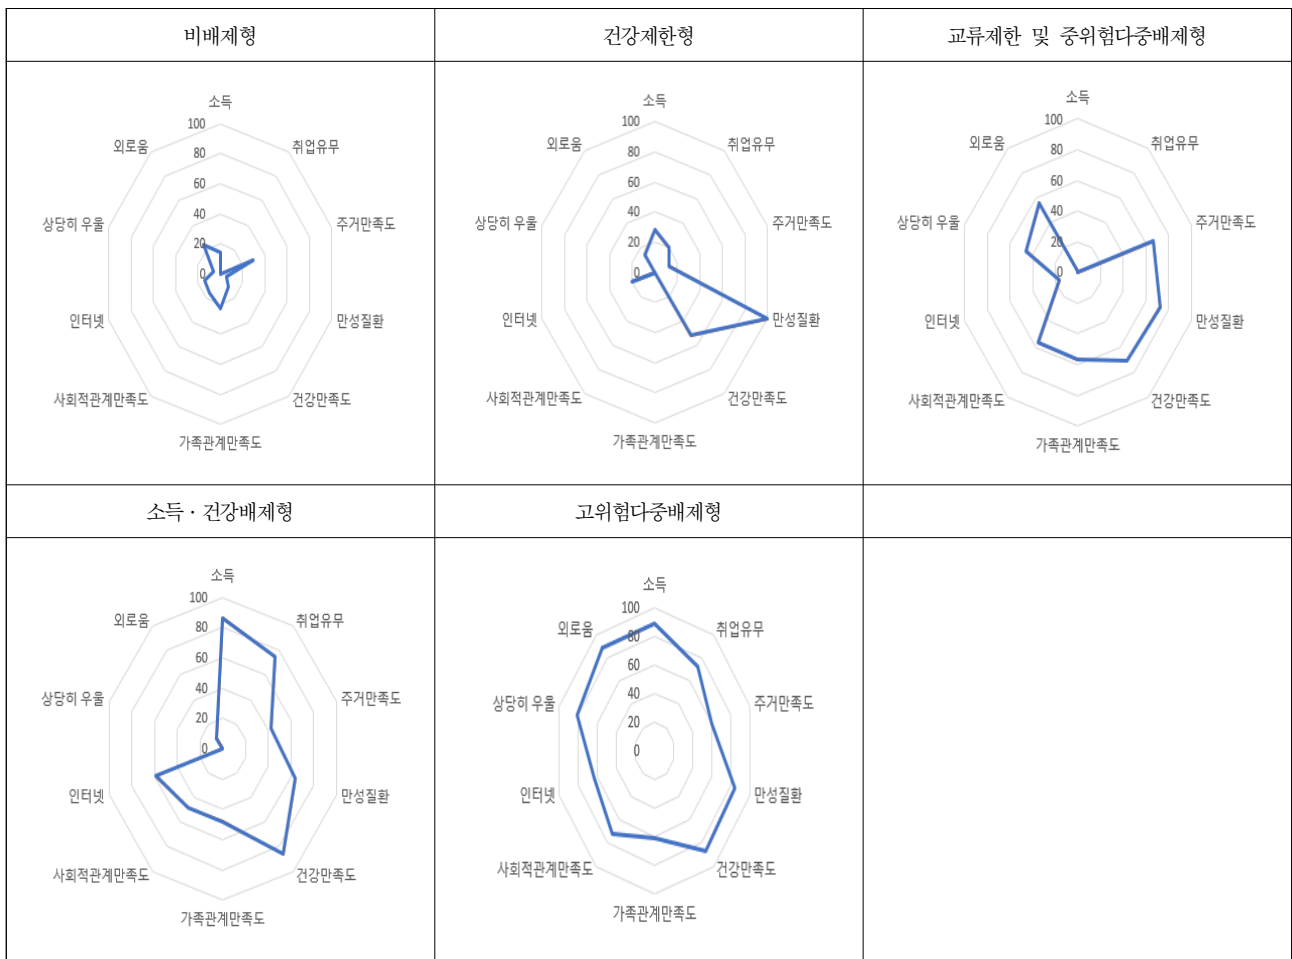 비배제형
건강제한형
교류제한 및 중위험다중배제형
소득
100
80
60
40
20
0
취업유무
주거만족도
만성질환
건강만족도
가족관계만족도
사회적관계만족도
인터넷
상당히 우울
외로움
소득
100
80
60
40
20
0
취업유무
주거만족도
만성질환
건강만족도
가족관계만족도
사회적관계만족도
인터넷
상당히 우울
외로움
소득
100
80
60
40
20
0
취업유무
주거만족도
만성질환
건강만족도
가족관계만족도
사회적관계만족도
인터넷
상당히 우울
외로움
소득 · 건강배제형
고위험다중배제형
소득
100
80
60
40
20
0
취업유무
주거만족도
만성질환
건강만족도
가족관계만족도
사회적관계만족도
인터넷
상당히 우울
외로움
소득
100
80
60
40
20
0
취업유무
주거만족도
만성질환
건강만족도
가족관계만족도
사회적관계만족도
인터넷
상당히 우울
외로움